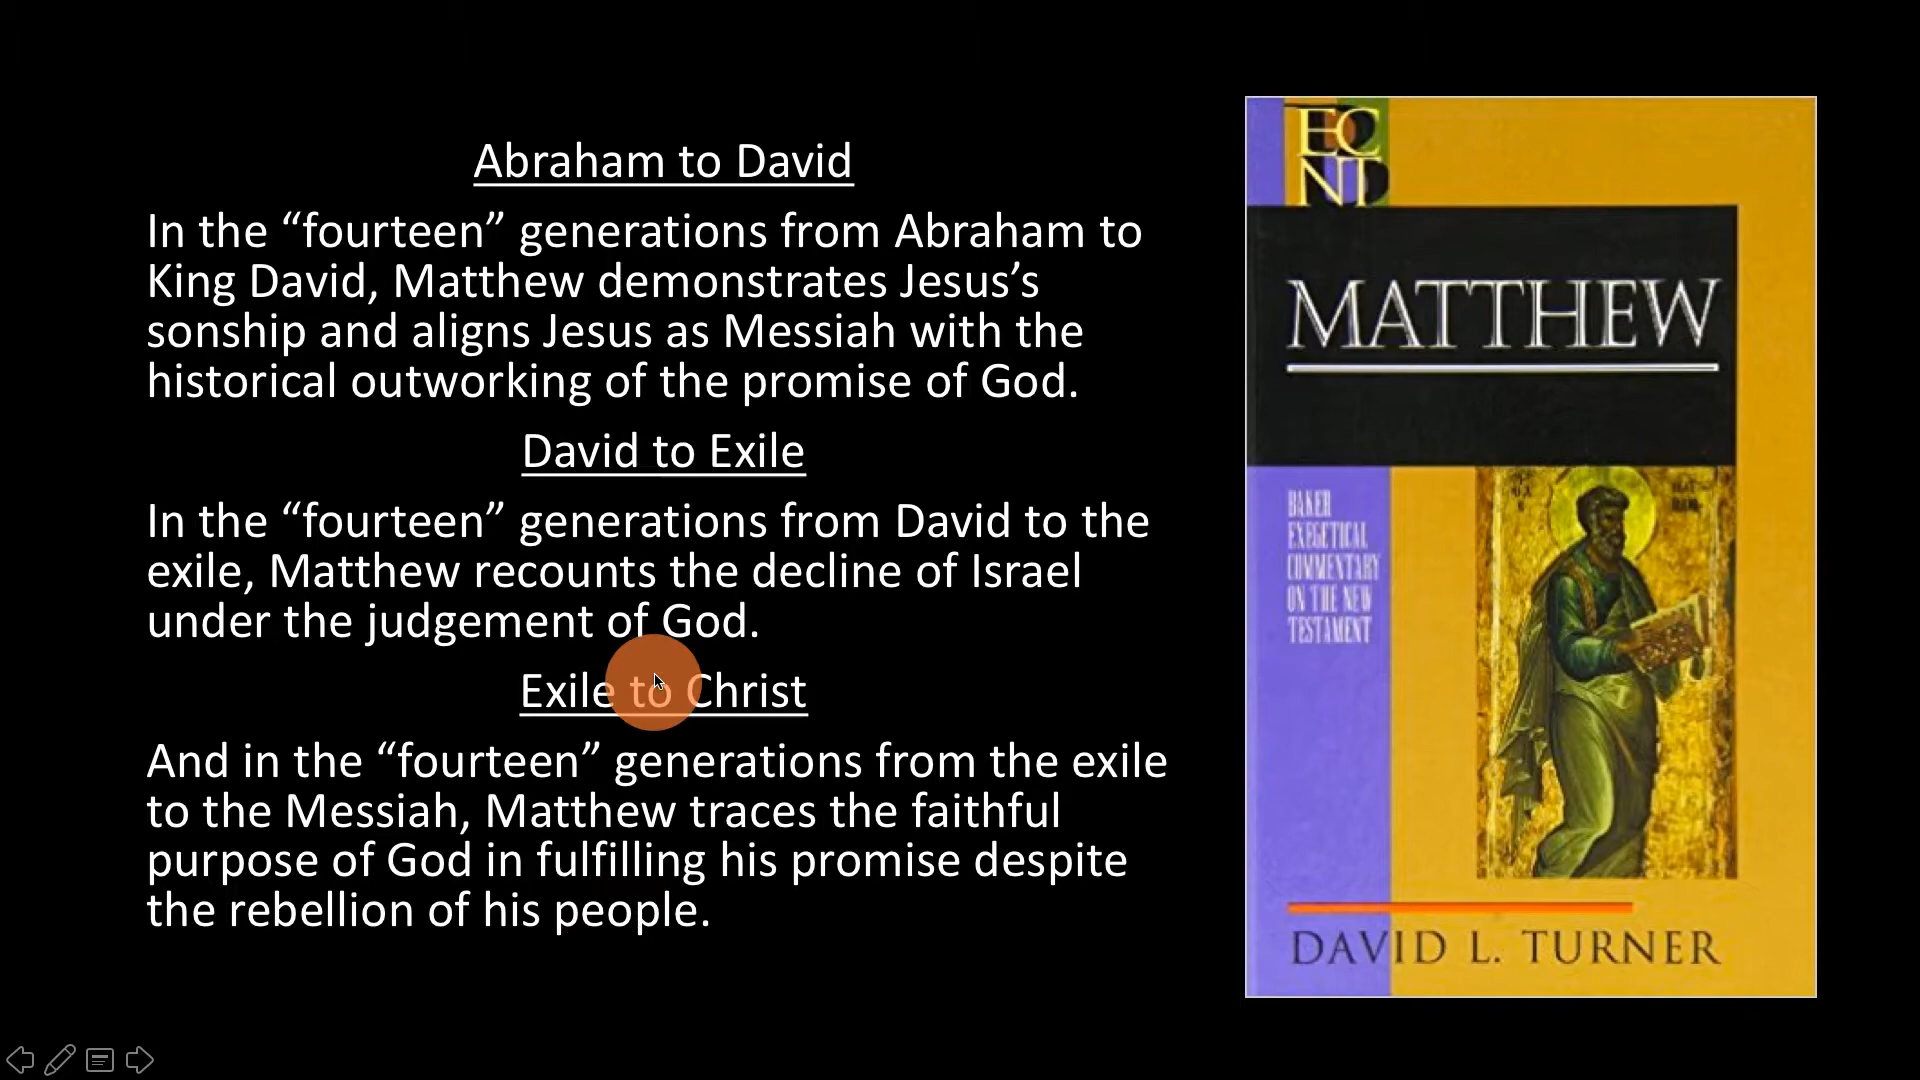 Abraham to David
In the “fourteen” generations from Abraham to
King David, Matthew demonstrates Jesus’s
sonship and aligns Jesus as Messiah with the
historical outworking of the promise of God.
David to Exile
In the “fourteen” generations from David to the
exile, Matthew recounts the decline of Israel
under the judgement of God.
Exile to Christ
And in the “fourteen” generations from the exile
to the Messiah, Matthew traces the faithful
purpose of God in fulfilling his promise despite
the rebellion of his people.
EC
NT
MATTHEW
BAKER
EXEGETICAL
COMMENTARY
ON THE NEW
TESTAMENT
DAVID L. TURNER